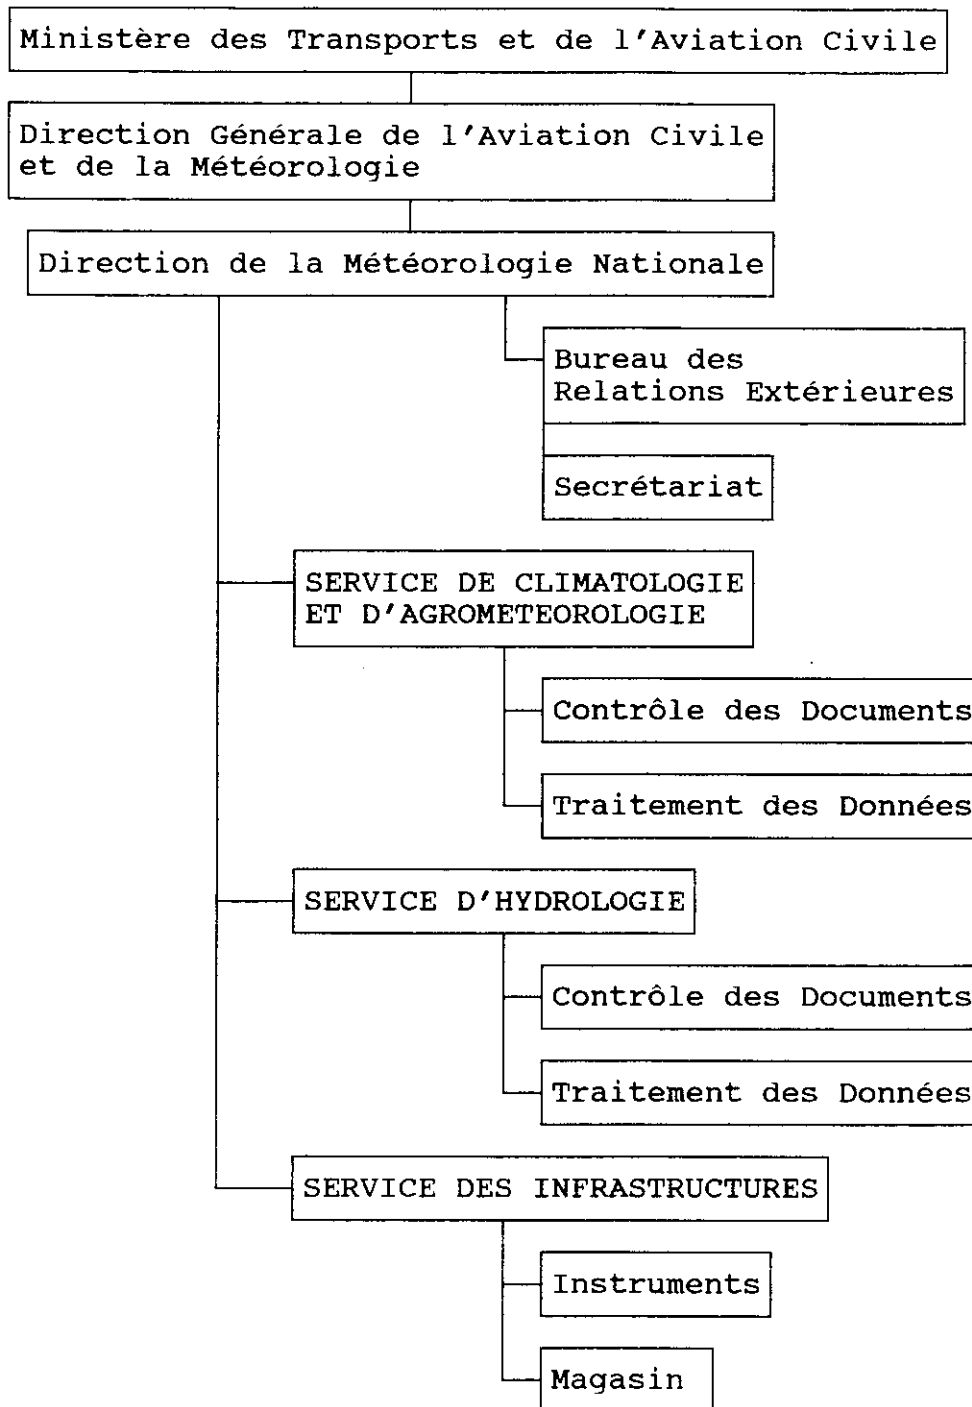 Ministère des Transports et de l'Aviation Civile
Direction Générale de l'Aviation Civile
et de la Météorologie
Direction de la Météorologie Nationale
Bureau des
Relations Extérieures
Secrétariat
SERVICE DE CLIMATOLOGIE
ET D'AGROMETEOROLOGIE
Contrôle des Documents
Traitement des Données
SERVICE D'HYDROLOGIE
Contrôle des Documents
Traitement des Données
SERVICE DES INFRASTRUCTURES
Instruments
Magasin